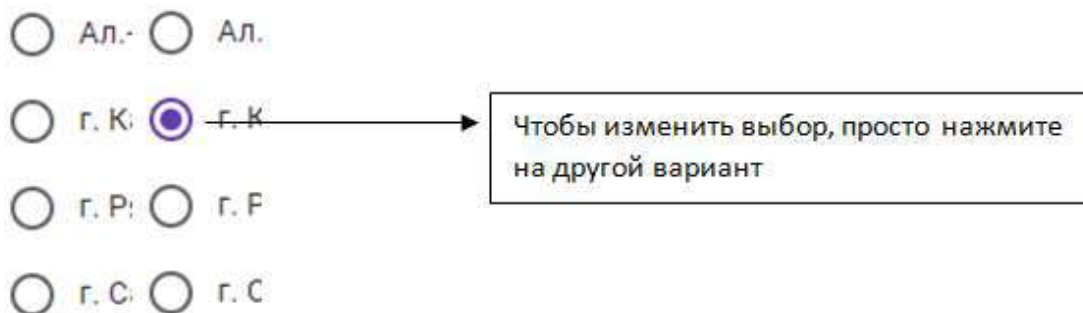 Ал.- Ал.
г. К г. К
Чтобы изменить выбор, просто нажмите
на другой вариант
г. Р г. Р
г. С г. С